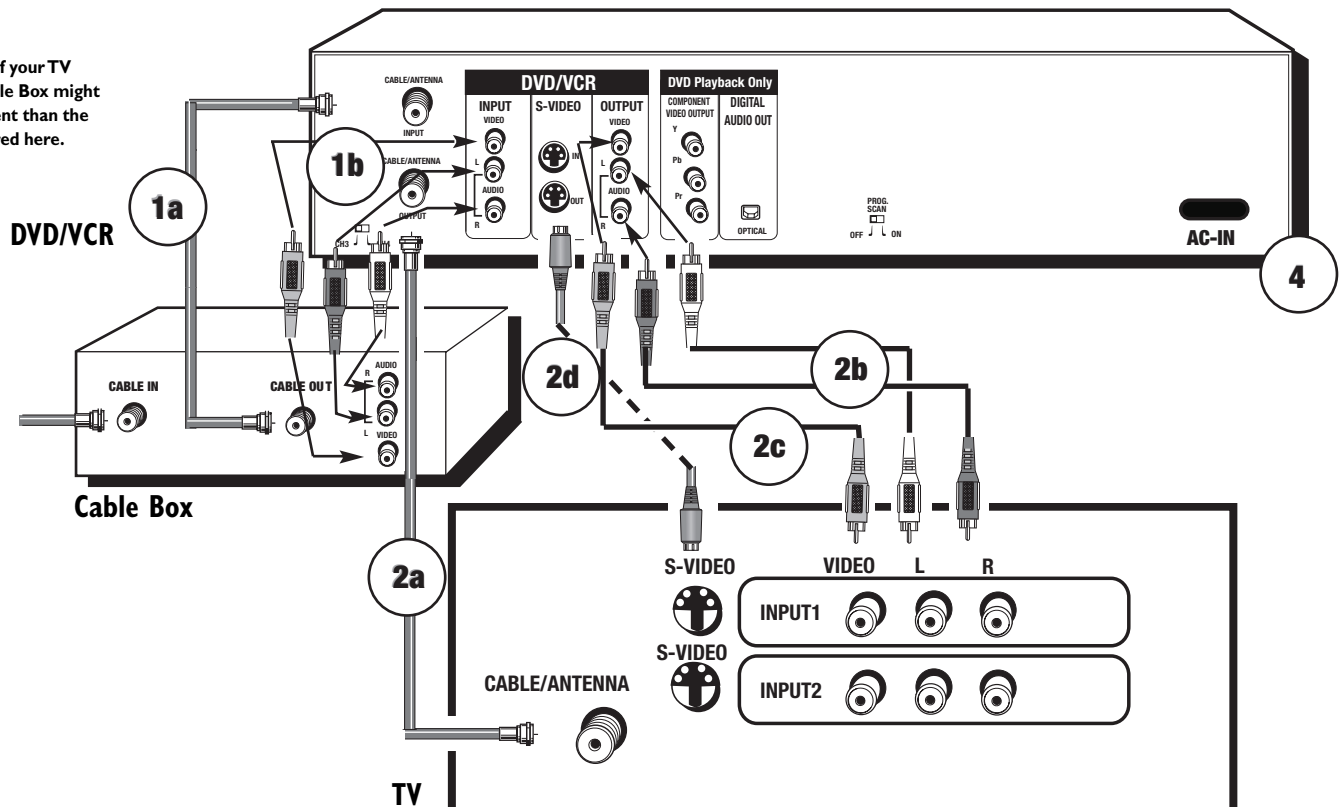 f your TV
le Box might
ent than the
red here.
DVD/VCR
1a
1b
CABLE/ANTENNA
INPUT
CABLE/ANTENNA
OUTPUT
CH3
DVD/VCR
INPUT
VIDEO
L
AUDIO
R
S-VIDEO
IN
OUT
OUTPUT
VIDEO
L
AUDIO
R
DVD Playback Only
COMPONENT
VIDEO OUTPUT
Y
Pb
Pr
DIGITAL
AUDIO OUT
OPTICAL
PROG.
SCAN
OFF ON
AC-IN
4
CABLE IN
CABLE OUT
AUDIO
R
L
VIDEO
Cable Box
2d
2b
2c
2a
S-VIDEO
VIDEO L R
INPUT1
S-VIDEO
INPUT2
CABLE/ANTENNA
TV